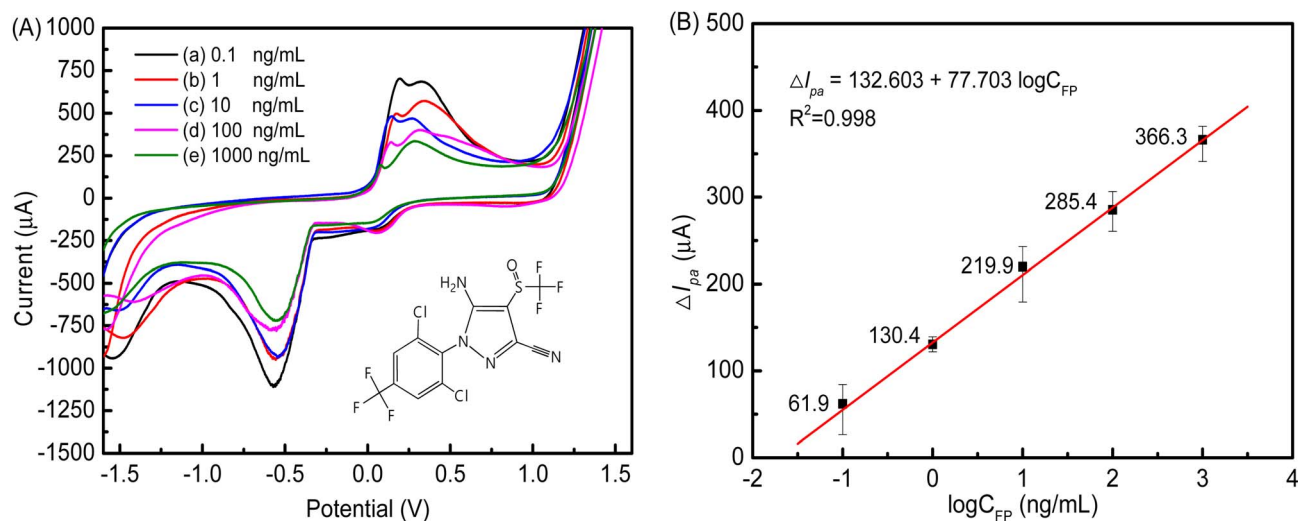 (A)
1000
750
500
250
0
-250
-500
-750
-1000
-1250
-1500
Current (µA)
(a) 0.1 ng/mL
(b) 1 ng/mL
(c) 10 ng/mL
(d) 100 ng/mL
(e) 1000 ng/mL
O
H₂N
S
F
F
F
Cl
N
N
N
F
F
F
Cl
-1.5 -1.0 -0.5 0.0 0.5 1.0 1.5
Potential (V)
(B)
500
400
300
200
100
0
△Ipa (µA)
△Ipa = 132.603 + 77.703 logCFP
R²=0.998
366.3
285.4
219.9
130.4
61.9
-2 -1 0 1 2 3 4
logCFP (ng/mL)